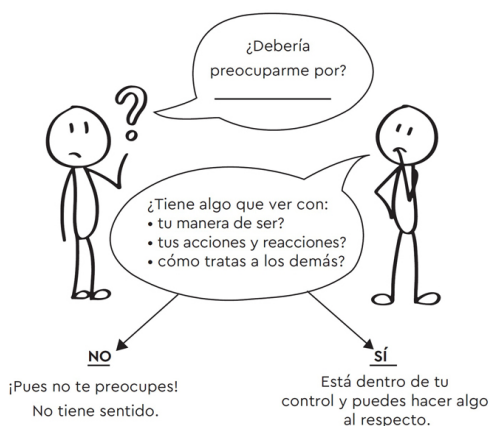 ¿Debería
preocuparme por?
¿Tiene algo que ver con:
• tu manera de ser?
• tus acciones y reacciones?
• cómo tratas a los demás?
NO
¡Pues no te preocupes!
No tiene sentido.
SÍ
Está dentro de tu
control y puedes hacer algo
al respecto.